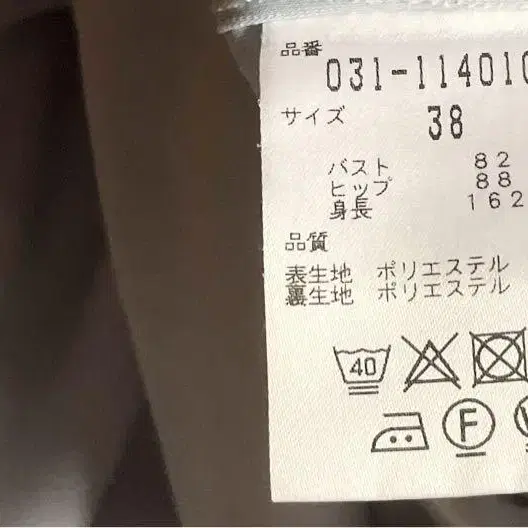 品番
031-114010
サイズ
38
バスト 82
ヒップ 88
身長 162
品質
表生地 ポリエステル
裏生地 ポリエステル
40
F